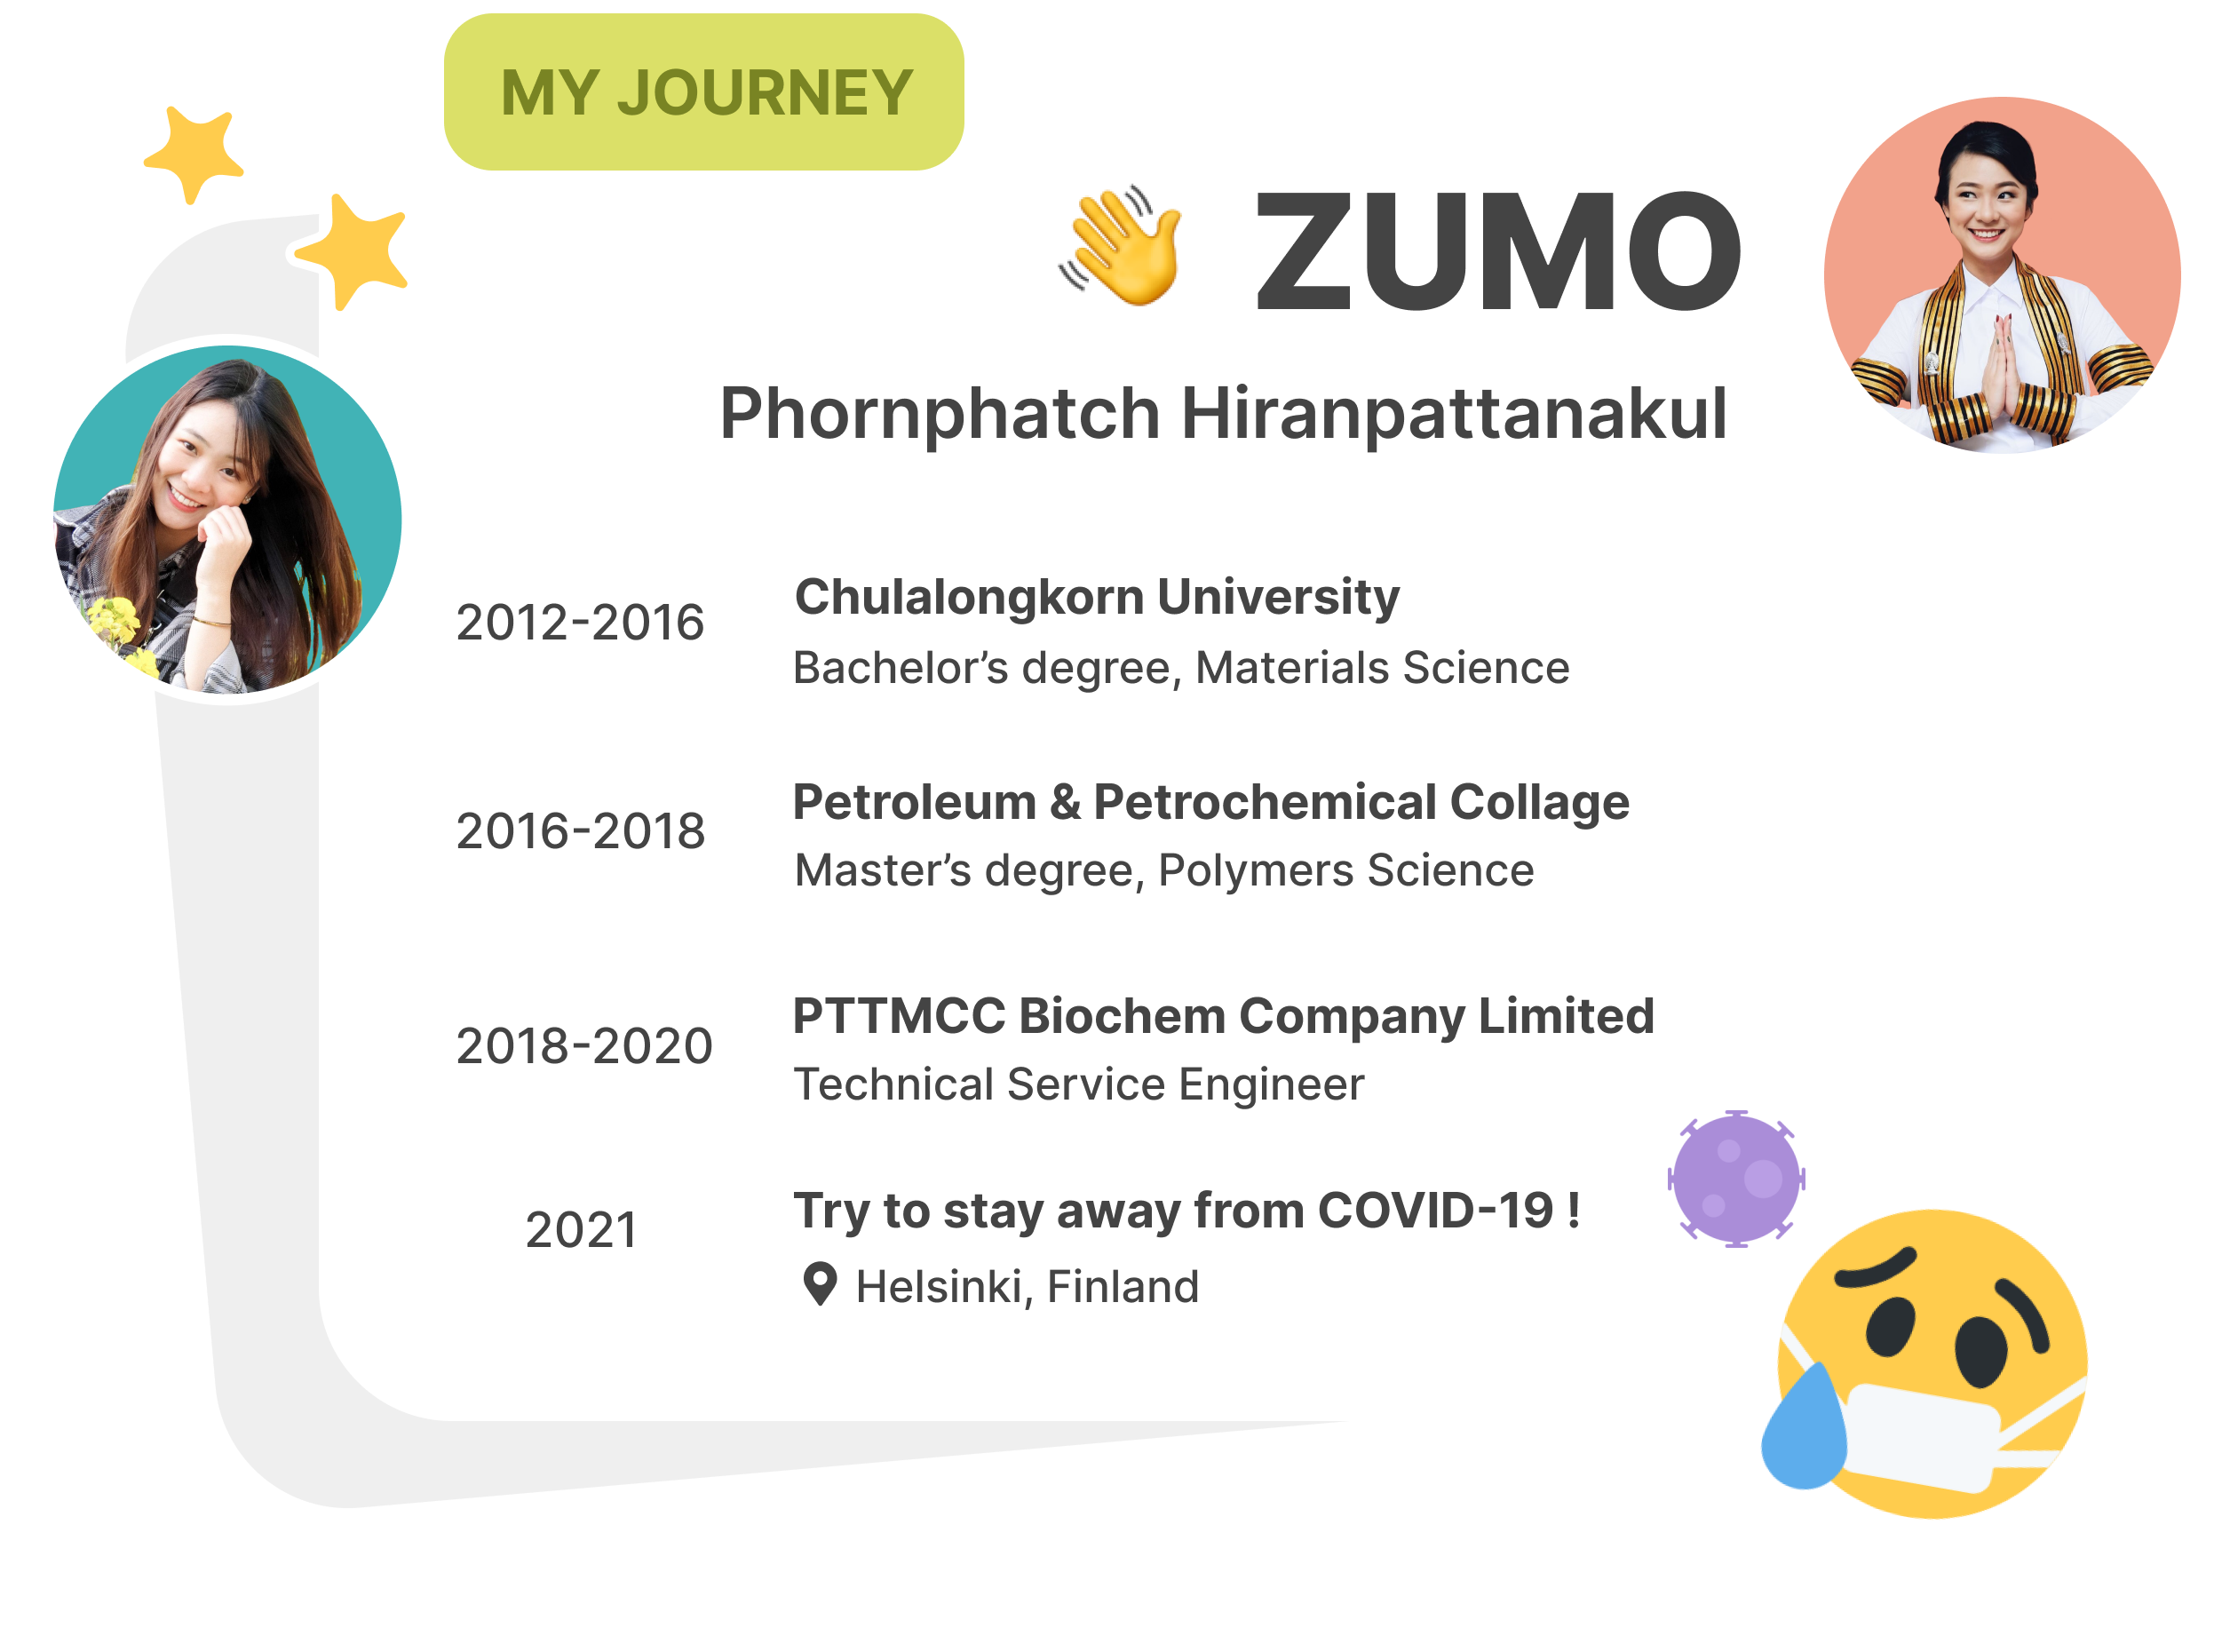 MY JOURNEY
ZUMO
Phornphatch Hiranpattanakul
2012-2016
Chulalongkorn University
Bachelor’s degree, Materials Science
2016-2018
Petroleum & Petrochemical Collage
Master’s degree, Polymers Science
2018-2020
PTTMCC Biochem Company Limited
Technical Service Engineer
2021
Try to stay away from COVID-19 !
Helsinki, Finland